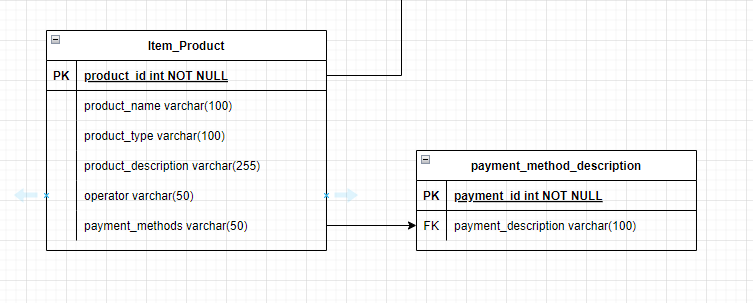 Item_Product
PK product_id int NOT NULL
product_name varchar(100)
product_type varchar(100)
product_description varchar(255)
operator varchar(50)
payment_methods varchar(50)
payment_method_description
PK payment_id int NOT NULL
FK payment_description varchar(100)